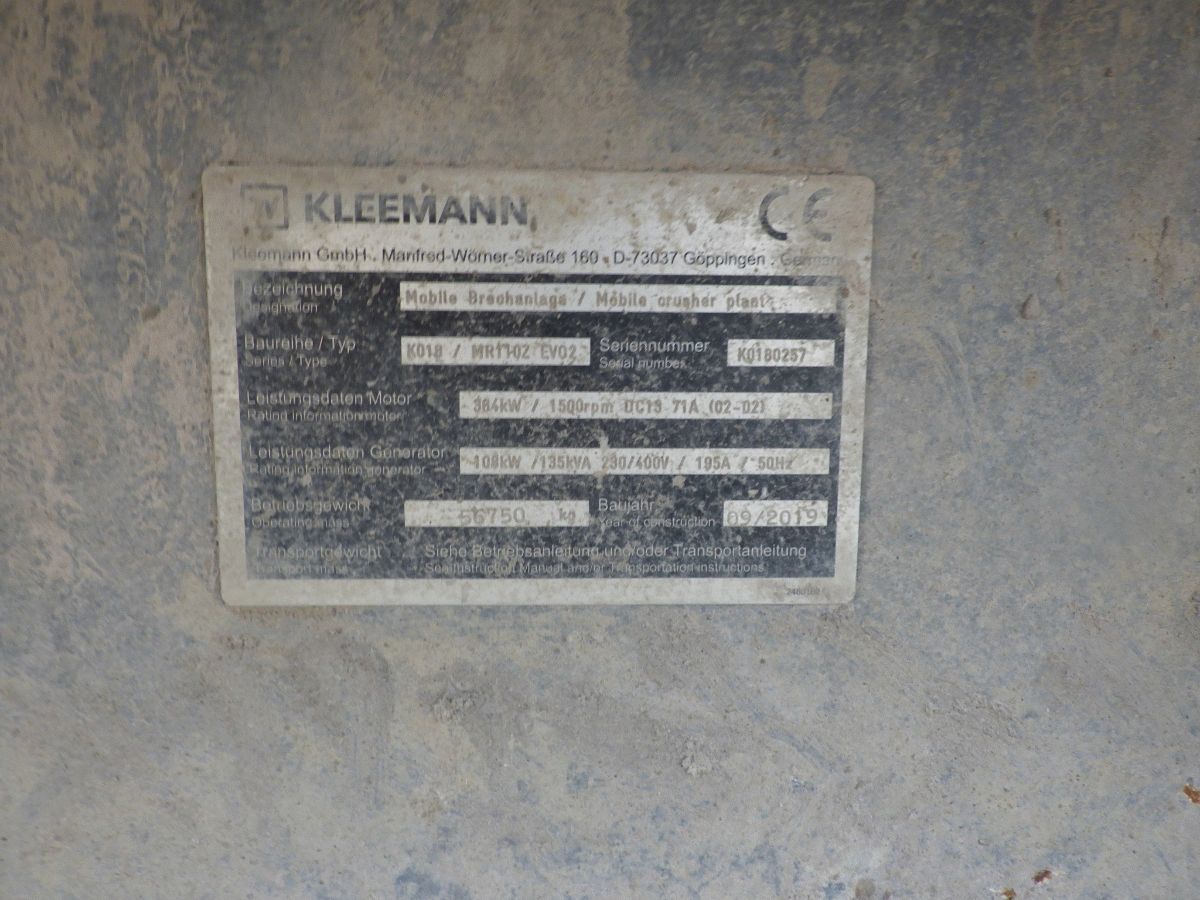 KLEEMANN
CE
Kleemann GmbH . Manfred-Wörner-Straße 160 . D-73037 Göppingen . Germany
Bezeichnung
Designation
Mobile Brechanlage / Mobile crusher plant
Baureihe / Typ
Series / Type
K018 / MR110Z EVO2
Seriennummer
Serial number
K0180257
Leistungsdaten Motor
Rating information motor
364kW / 1500rpm DC13 71A (02-02)
Leistungsdaten Generator
Rating information generator
108kW /135kVA 230/400V / 195A / 50Hz
Betriebsgewicht
Operating mass
56750 kg
Baujahr
Year of construction
09/2019
Transportgewicht
Transport mass
Siehe Betriebsanleitung und/oder Transportanleitung
See Instruction Manual and/or Transportation instructions